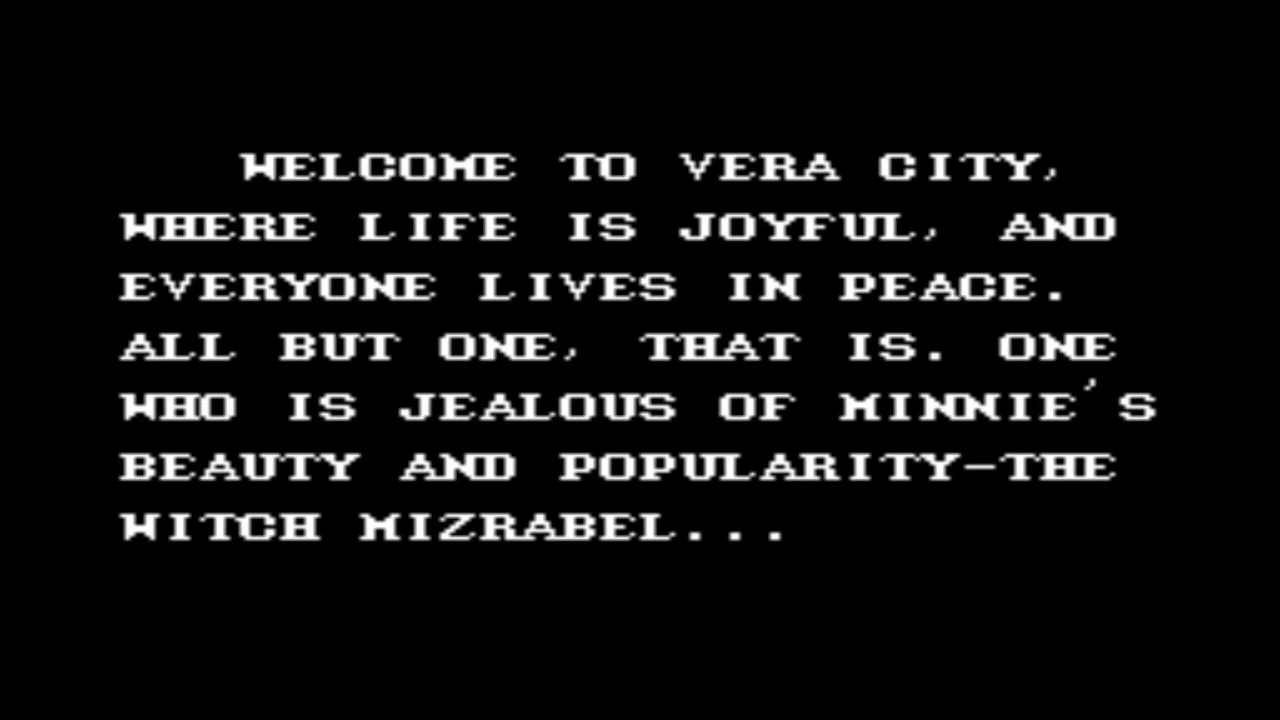 WELCOME TO VERA CITY,
WHERE LIFE IS JOYFUL, AND
EVERYONE LIVES IN PEACE.
ALL BUT ONE, THAT IS. ONE
WHO IS JEALOUS OF MINNIE'S
BEAUTY AND POPULARITY-THE
WITCH MIZRABEL...